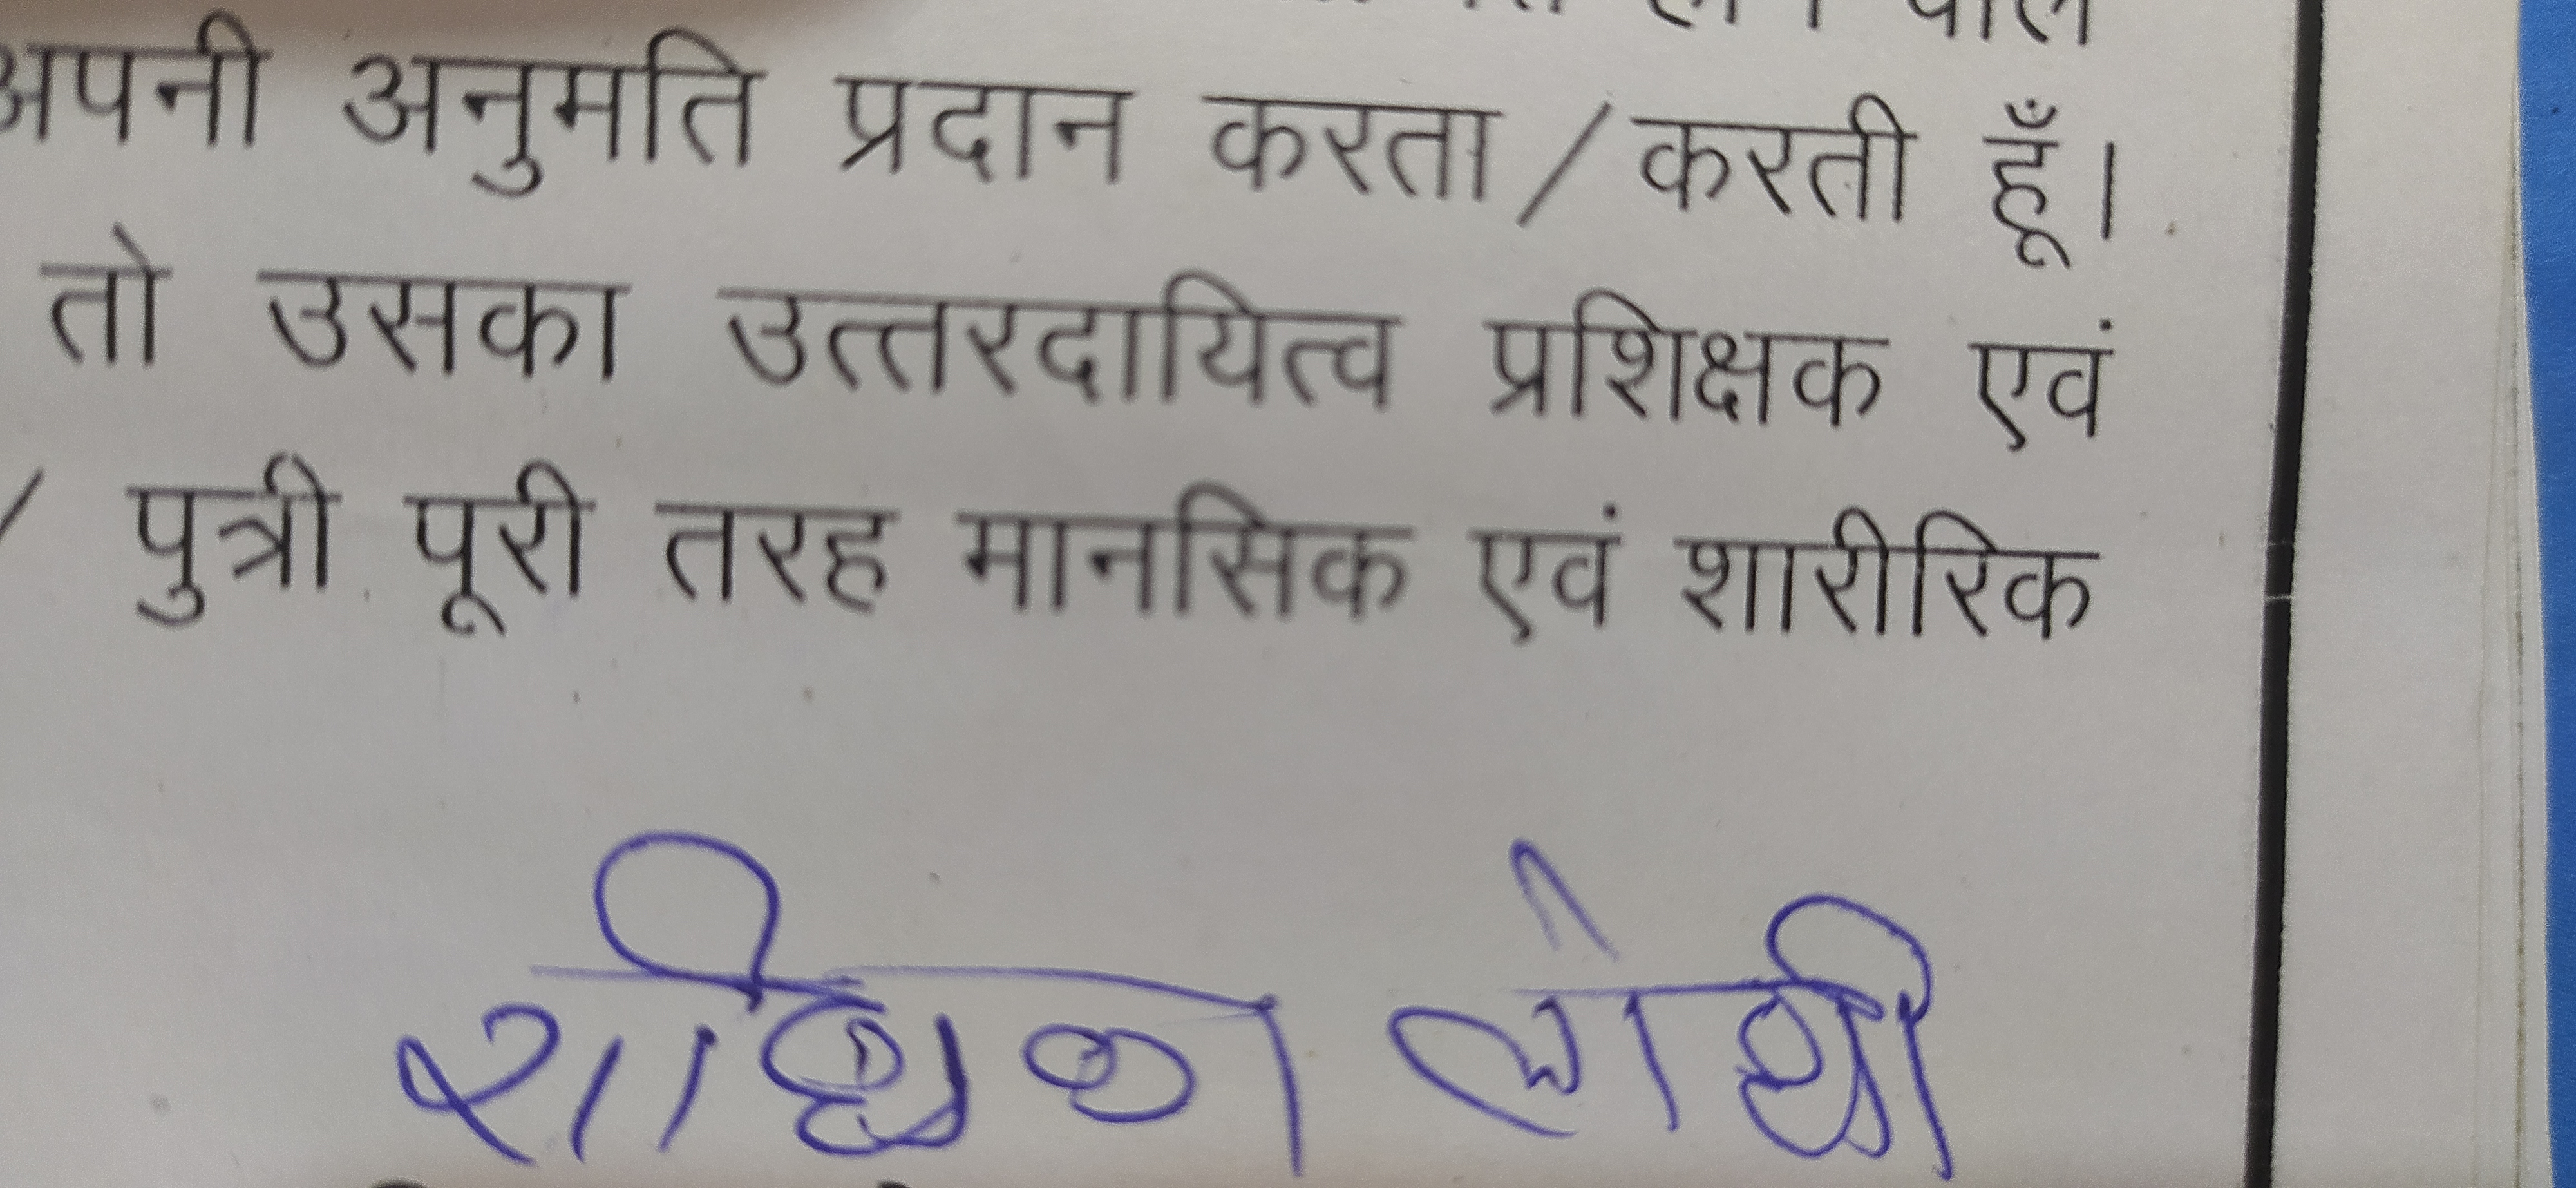 अपनी अनुमति प्रदान करता / करती हूँ।
तो उसका उत्तरदायित्व प्रशिक्षक एवं
/ पुत्री पूरी तरह मानसिक एवं शारीरिक